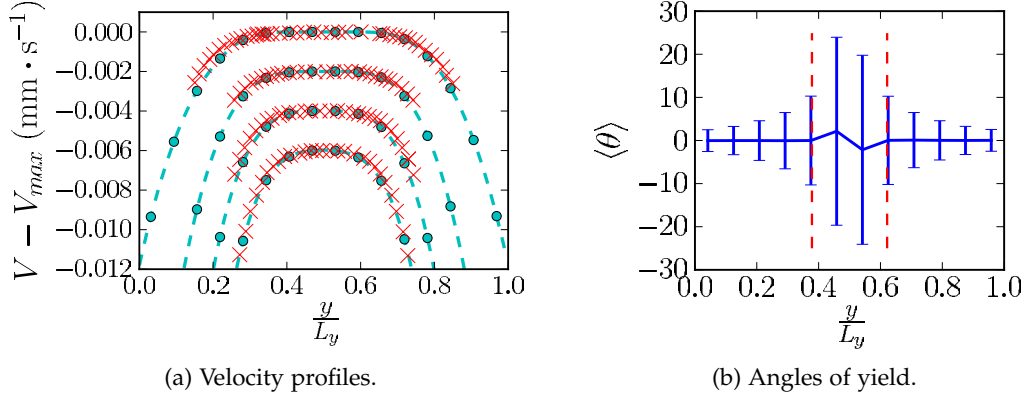 0.000
−0.002
−0.004
−0.006
−0.008
−0.010
−0.012
V − V_max (mm · s⁻¹)
0.0 0.2 0.4 0.6 0.8 1.0
y
L_y
(a) Velocity profiles.
30
20
10
0
−10
−20
−30
⟨θ⟩
0.0 0.2 0.4 0.6 0.8 1.0
y
L_y
(b) Angles of yield.